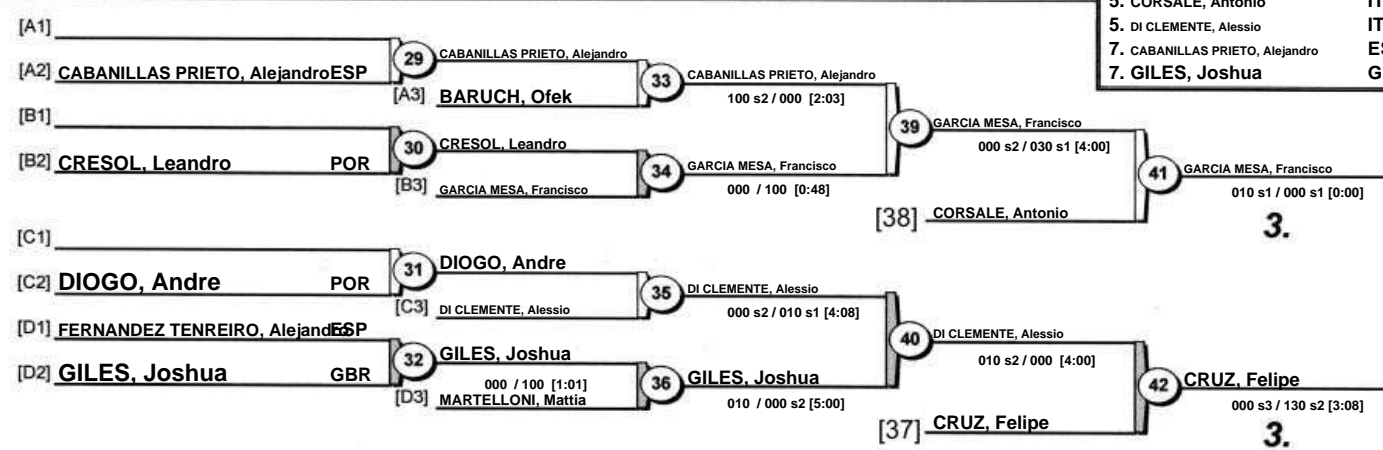 5. CORSALE, Antonio IT
5. DI CLEMENTE, Alessio IT
7. CABANILLAS PRIETO, Alejandro ES
7. GILES, Joshua G
[A1]
[A2] CABANILLAS PRIETO, Alejandro ESP
29
CABANILLAS PRIETO, Alejandro
[A3] BARUCH, Ofek
33
CABANILLAS PRIETO, Alejandro
100 s2 / 000 [2:03]
[B1]
[B2] CRESOL, Leandro POR
30
CRESOL, Leandro
[B3] GARCIA MESA, Francisco
34
GARCIA MESA, Francisco
000 / 100 [0:48]
39
GARCIA MESA, Francisco
000 s2 / 030 s1 [4:00]
[38] CORSALE, Antonio
41
GARCIA MESA, Francisco
010 s1 / 000 s1 [0:00]
3.
[C1]
[C2] DIOGO, Andre POR
31
DIOGO, Andre
[C3] DI CLEMENTE, Alessio
35
DI CLEMENTE, Alessio
000 s2 / 010 s1 [4:08]
[D1] FERNANDEZ TENREIRO, Alejandro ESP
[D2] GILES, Joshua GBR
32
GILES, Joshua
000 / 100 [1:01]
[D3] MARTELLONI, Mattia
36
GILES, Joshua
010 / 000 s2 [5:00]
40
DI CLEMENTE, Alessio
010 s2 / 000 [4:00]
[37] CRUZ, Felipe
42
CRUZ, Felipe
000 s3 / 130 s2 [3:08]
3.